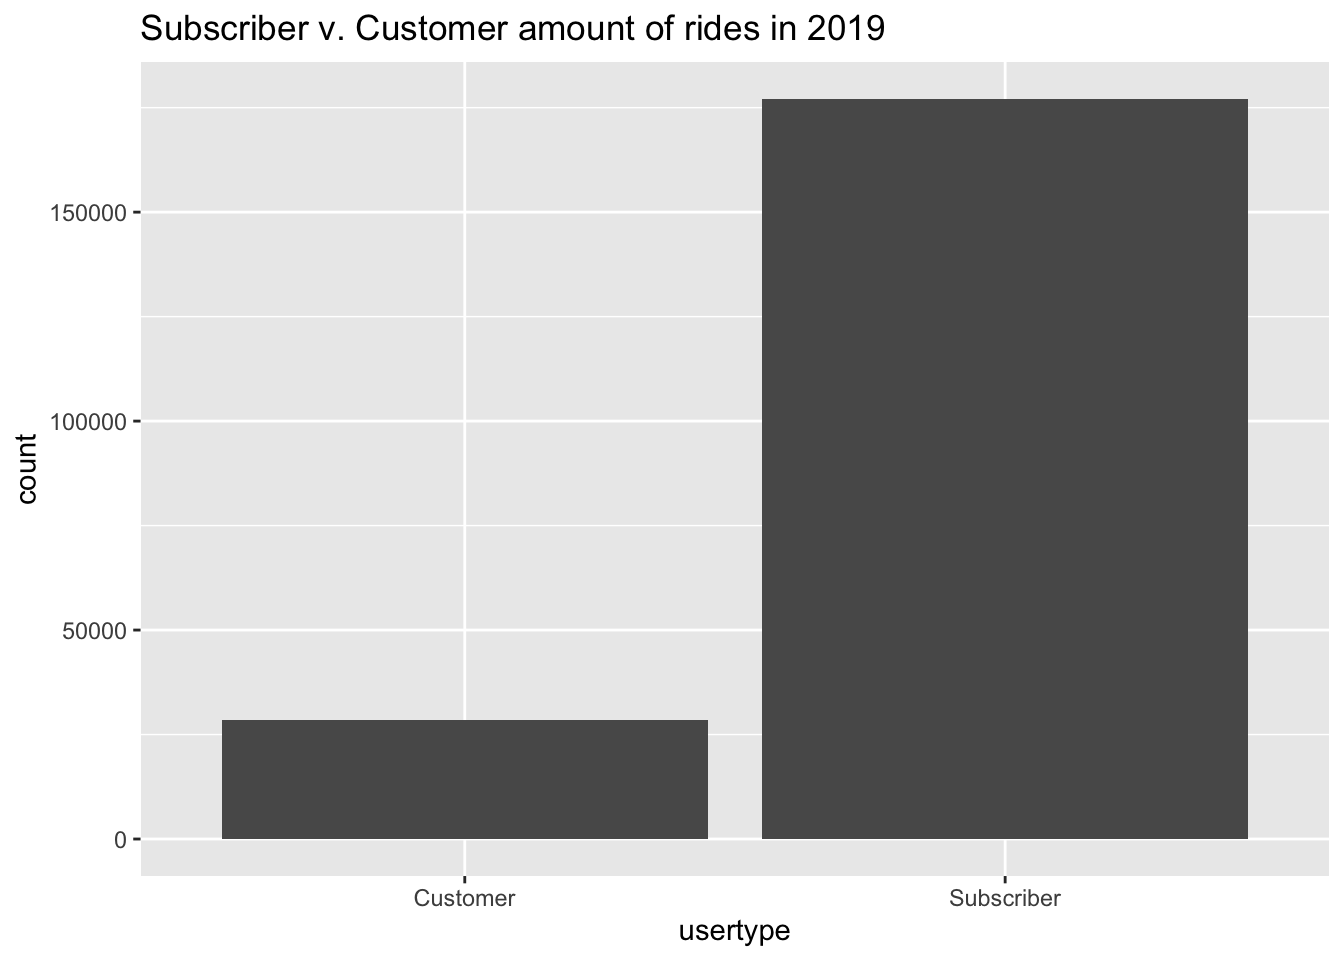 Subscriber v. Customer amount of rides in 2019
150000
100000
50000
0
count
Customer Subscriber
usertype